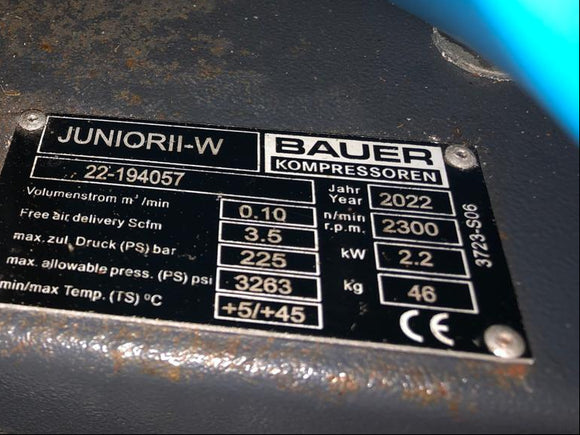 JUNIORII-W
BAUER
KOMPRESSOREN
22-194057
Volumenstrom m³/min 0.10
Free air delivery Scfm 3.5
max. zul. Druck (PS) bar 225
max. allowable press. (PS) psi 3263
min/max Temp. (TS) ºC +5/+45
Jahr
Year 2022
n/min
r.p.m. 2300
kW 2.2
kg 46
CE
3723-S06